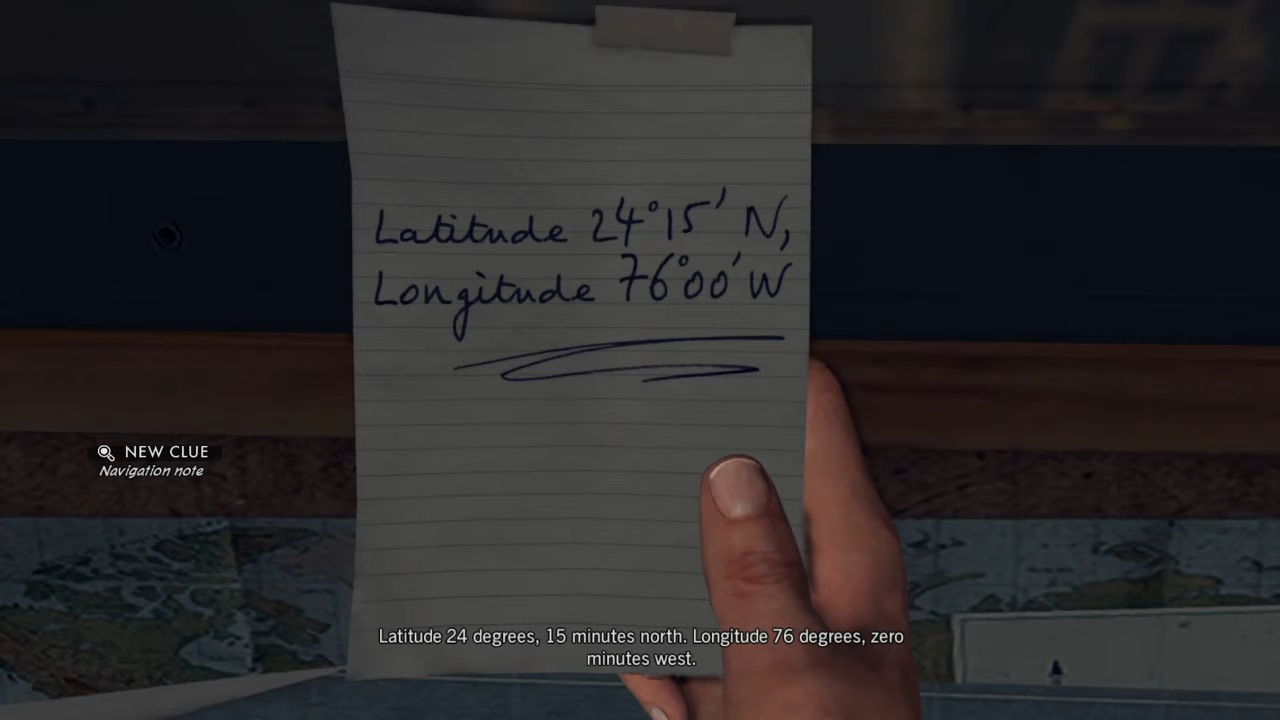 Latitude 24°15' N,
Longitude 76°00' W
NEW CLUE
Navigation note
Latitude 24 degrees, 15 minutes north. Longitude 76 degrees, zero
minutes west.